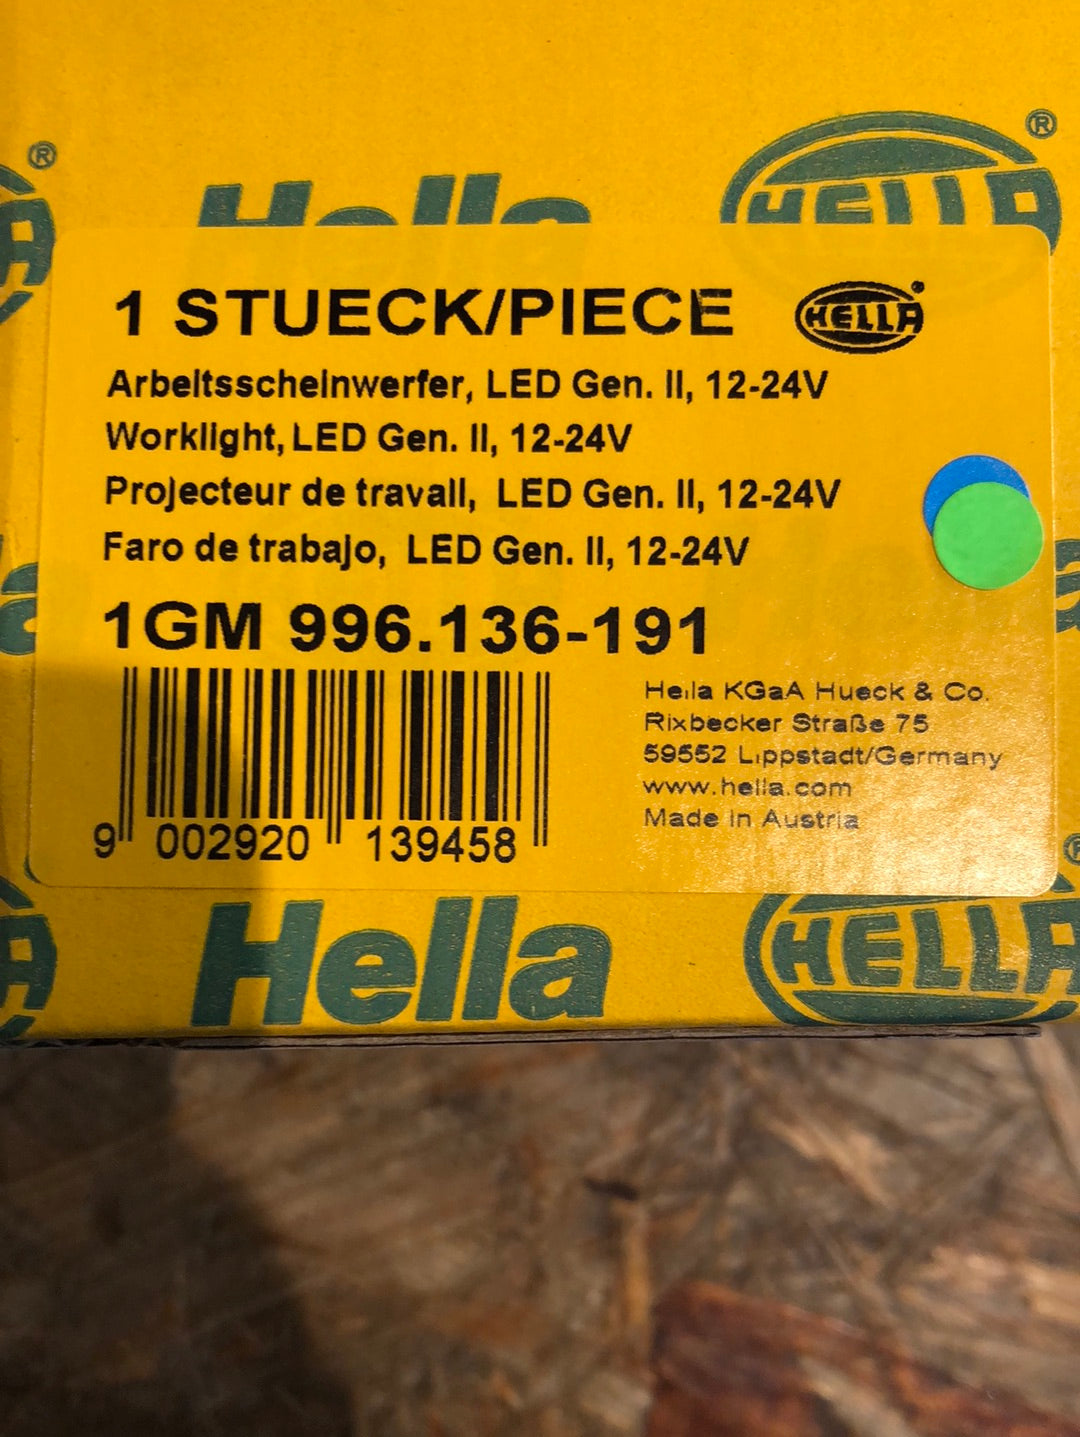 Hella HELLA ®
®
1 STUECK/PIECE HELLA ®
Arbeitsscheinwerfer, LED Gen. II, 12-24V
Worklight, LED Gen. II, 12-24V
Projecteur de travail, LED Gen. II, 12-24V
Faro de trabajo, LED Gen. II, 12-24V
1GM 996.136-191
Hella KGaA Hueck & Co.
Rixbecker Straße 75
59552 Lippstadt/Germany
www.hella.com
Made in Austria
9 002920 139458
Hella HELLA